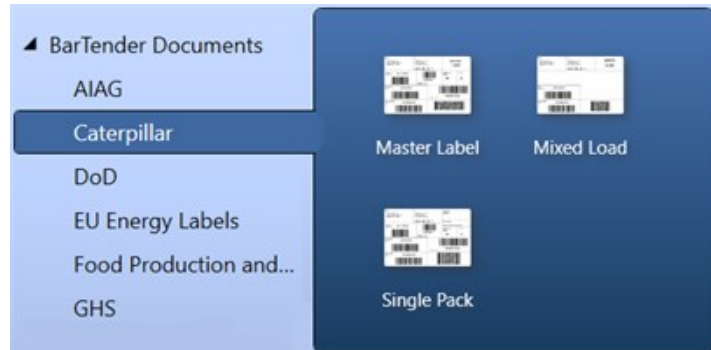 BarTender Documents
AIAG
Caterpillar
DoD
EU Energy Labels
Food Production and...
GHS
Master Label
Mixed Load
Single Pack